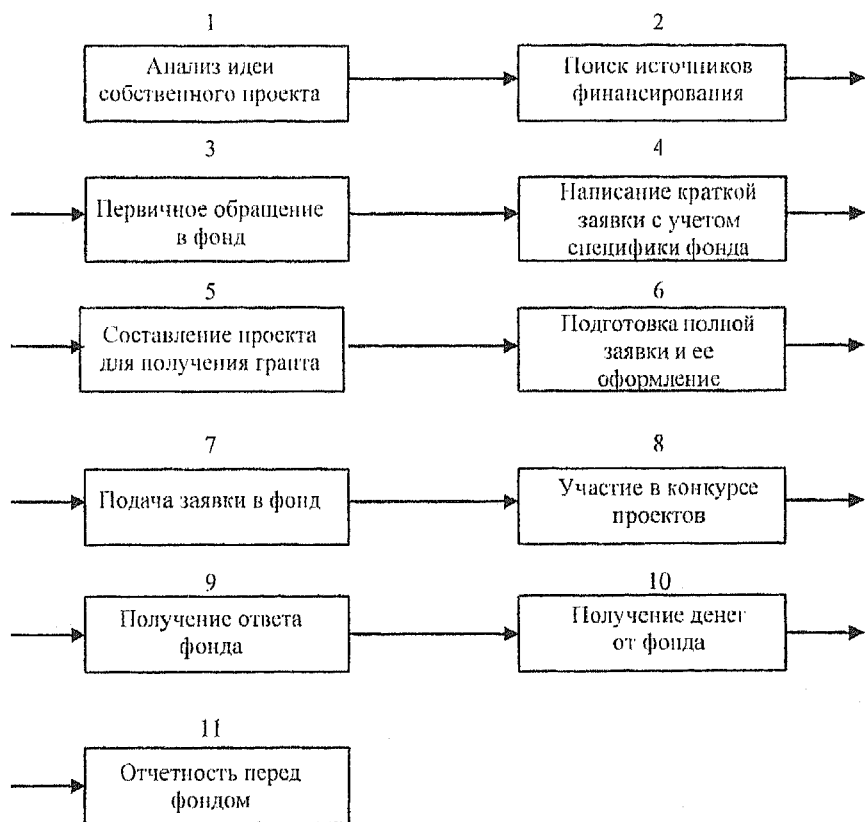 1
Анализ идеи
собственного проекта
2
Поиск источников
финансирования
3
Первичное обращение
в фонд
4
Написание краткой
заявки с учетом
специфики фонда
5
Составление проекта
для получения гранта
6
Подготовка полной
заявки и ее
оформление
7
Подача заявки в фонд
8
Участие в конкурсе
проектов
9
Получение ответа
фонда
10
Получение денег
от фонда
11
Отчетность перед
фондом